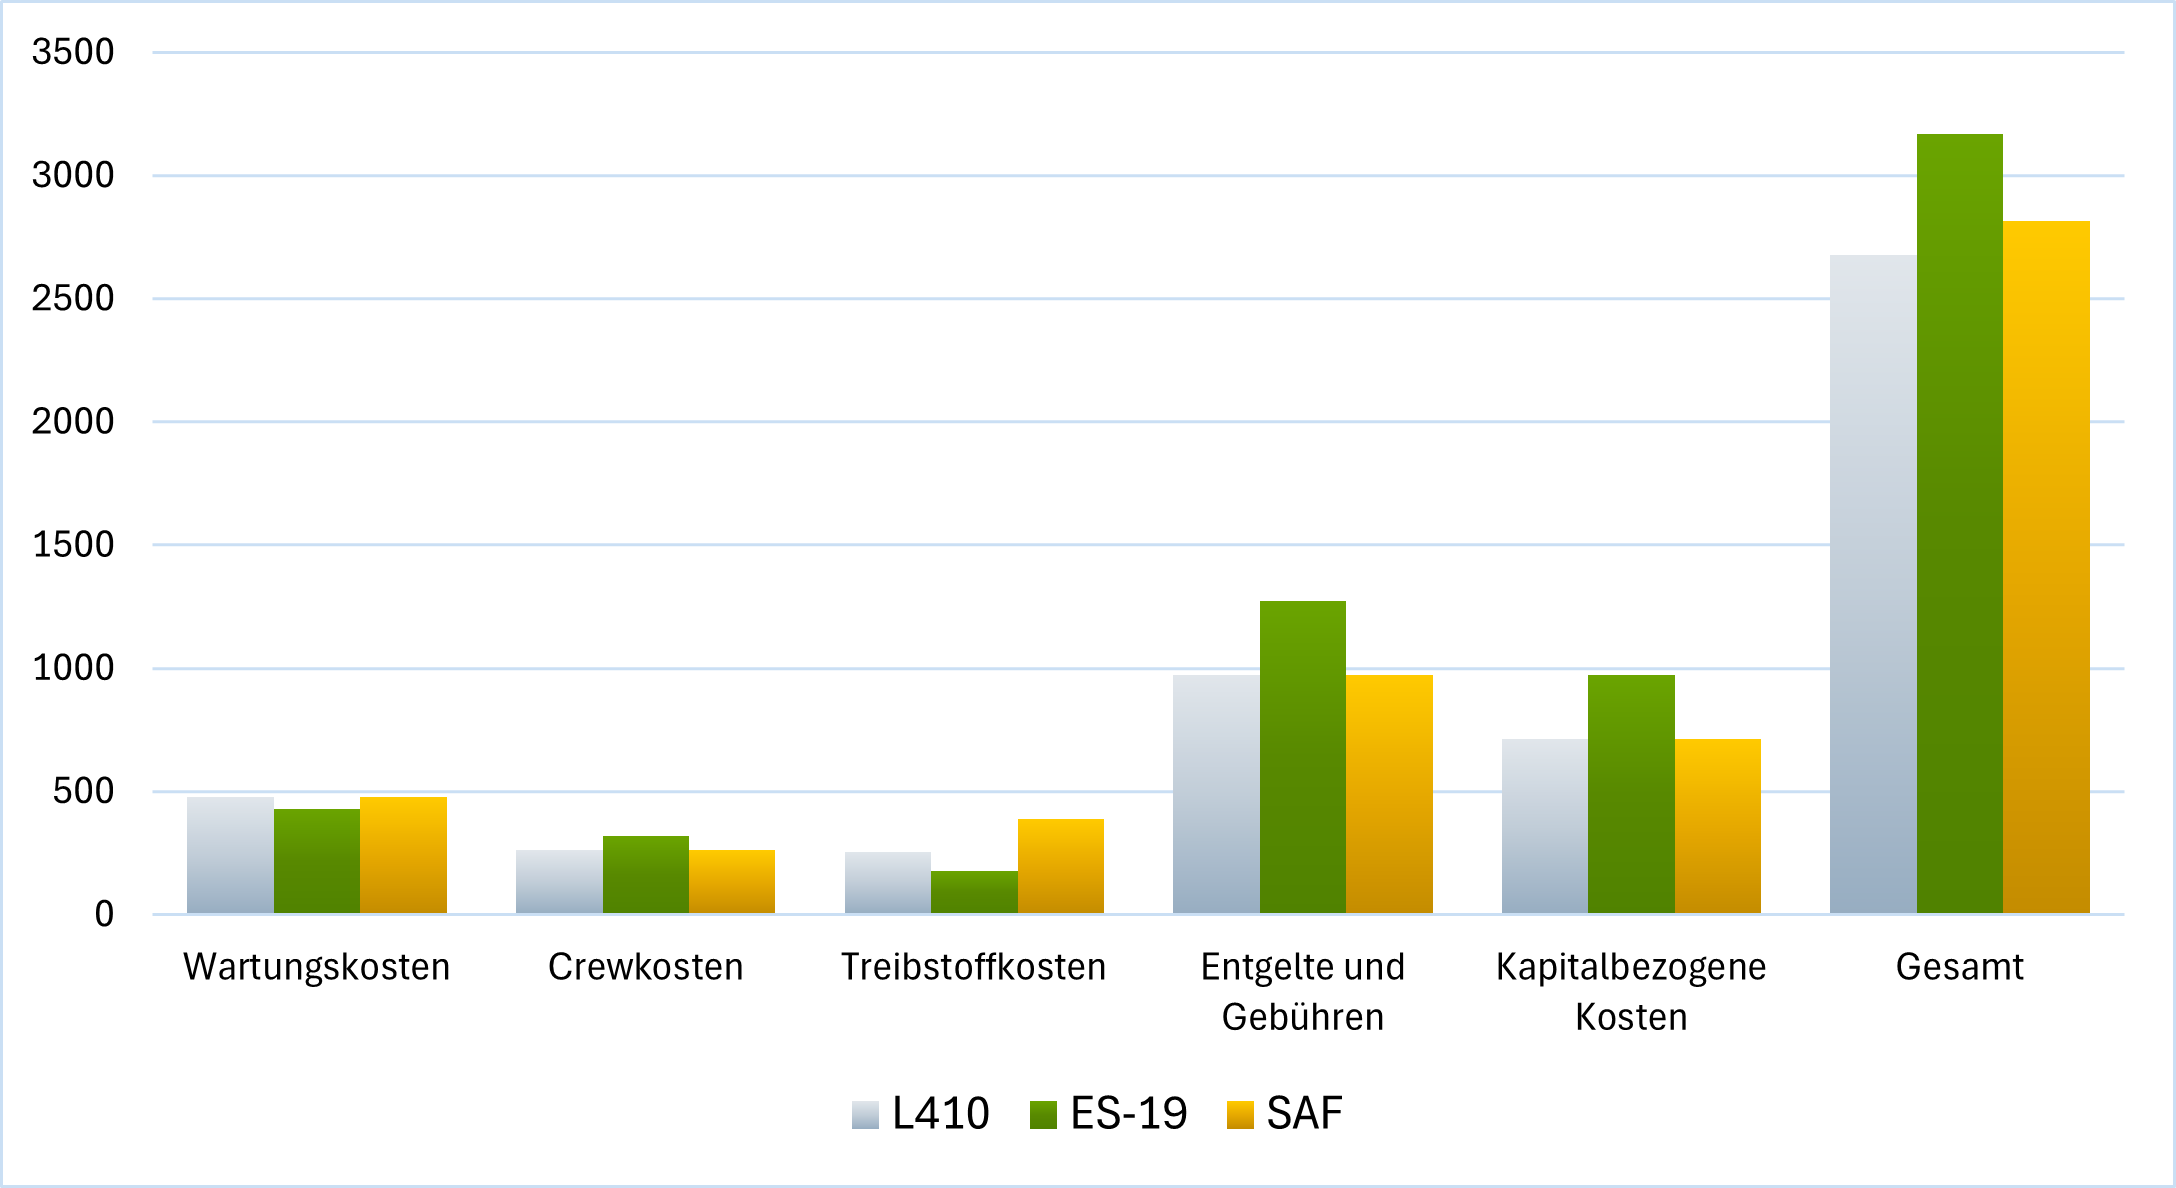 3500
3000
2500
2000
1500
1000
500
0
Wartungskosten
Crewkosten
Treibstoffkosten
Entgelte und
Gebühren
Kapitalbezogene
Kosten
Gesamt
L410 ES-19 SAF